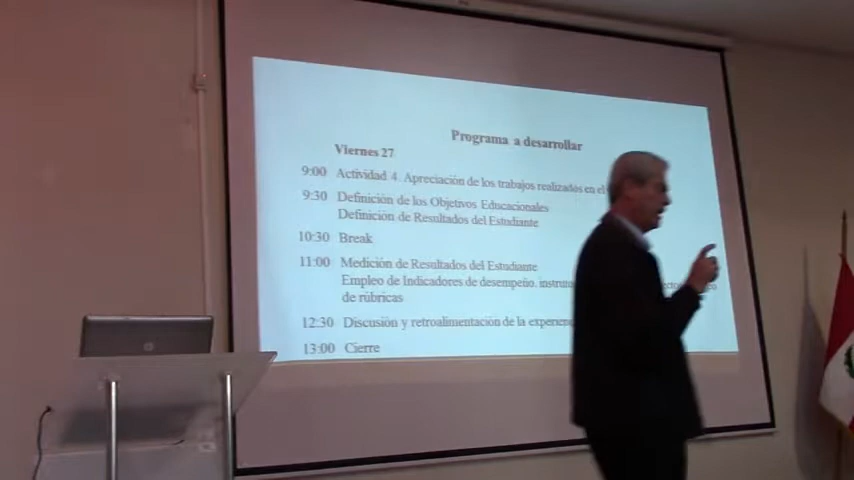 Programa a desarrollar
Viernes 27
9:00 Actividad 4. Apreciación de los trabajos realizados en el
9:30 Definición de los Objetivos Educacionales
Definición de Resultados del Estudiante
10:30 Break
11:00 Medición de Resultados del Estudiante
Empleo de Indicadores de desempeño.
de rúbricas
12:30 Discusión y retroalimentación de la
13:00 Cierre